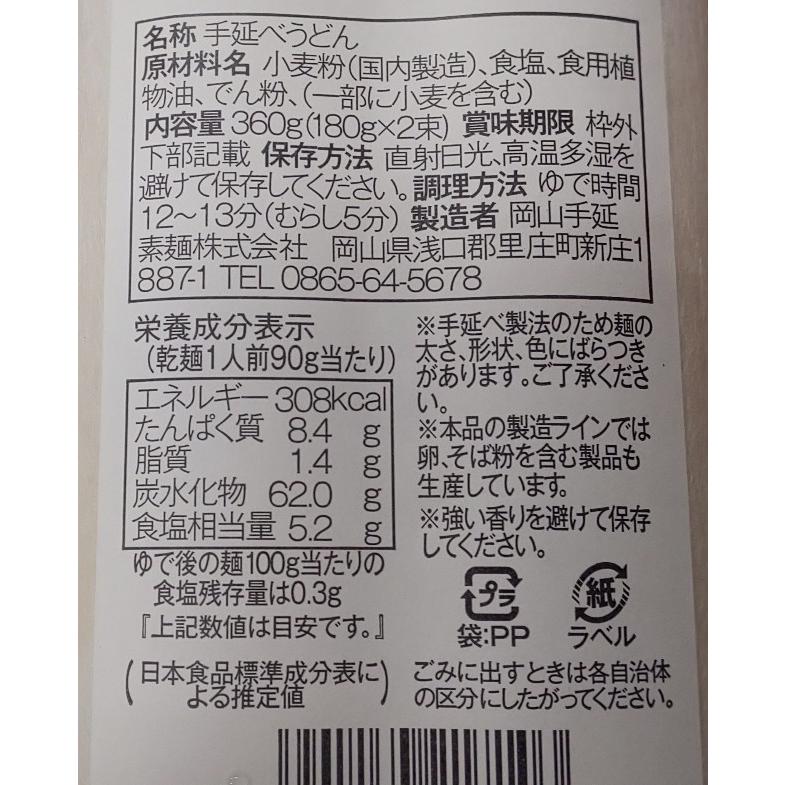 名称 手延べうどん
原材料名 小麦粉(国内製造)、食塩、食用植
物油、でん粉、(一部に小麦を含む)
内容量 360g(180g×2束) 賞味期限 枠外
下部記載 保存方法 直射日光、高温多湿を
避けて保存してください。調理方法 ゆで時間
12～13分(むらし5分) 製造者 岡山手延
素麺株式会社 岡山県浅口郡里庄町新庄1
887-1 TEL 0865-64-5678
栄養成分表示
(乾麺1人前90g当たり)
エネルギー 308kcal
たんぱく質 8.4 g
脂質 1.4 g
炭水化物 62.0 g
食塩相当量 5.2 g
ゆで後の麺100g当たりの
食塩残存量は0.3g
『上記数値は目安です。』
(日本食品標準成分表に
よる推定値)
※手延べ製法のため麺の
太さ、形状、色にばらつき
があります。ご了承くださ
い。
※本品の製造ラインでは
卵、そば粉を含む製品も
生産しています。
※強い香りを避けて保存
してください。
プラ
袋:PP
紙
ラベル
ごみに出すときは各自治体
の区分にしたがってください。